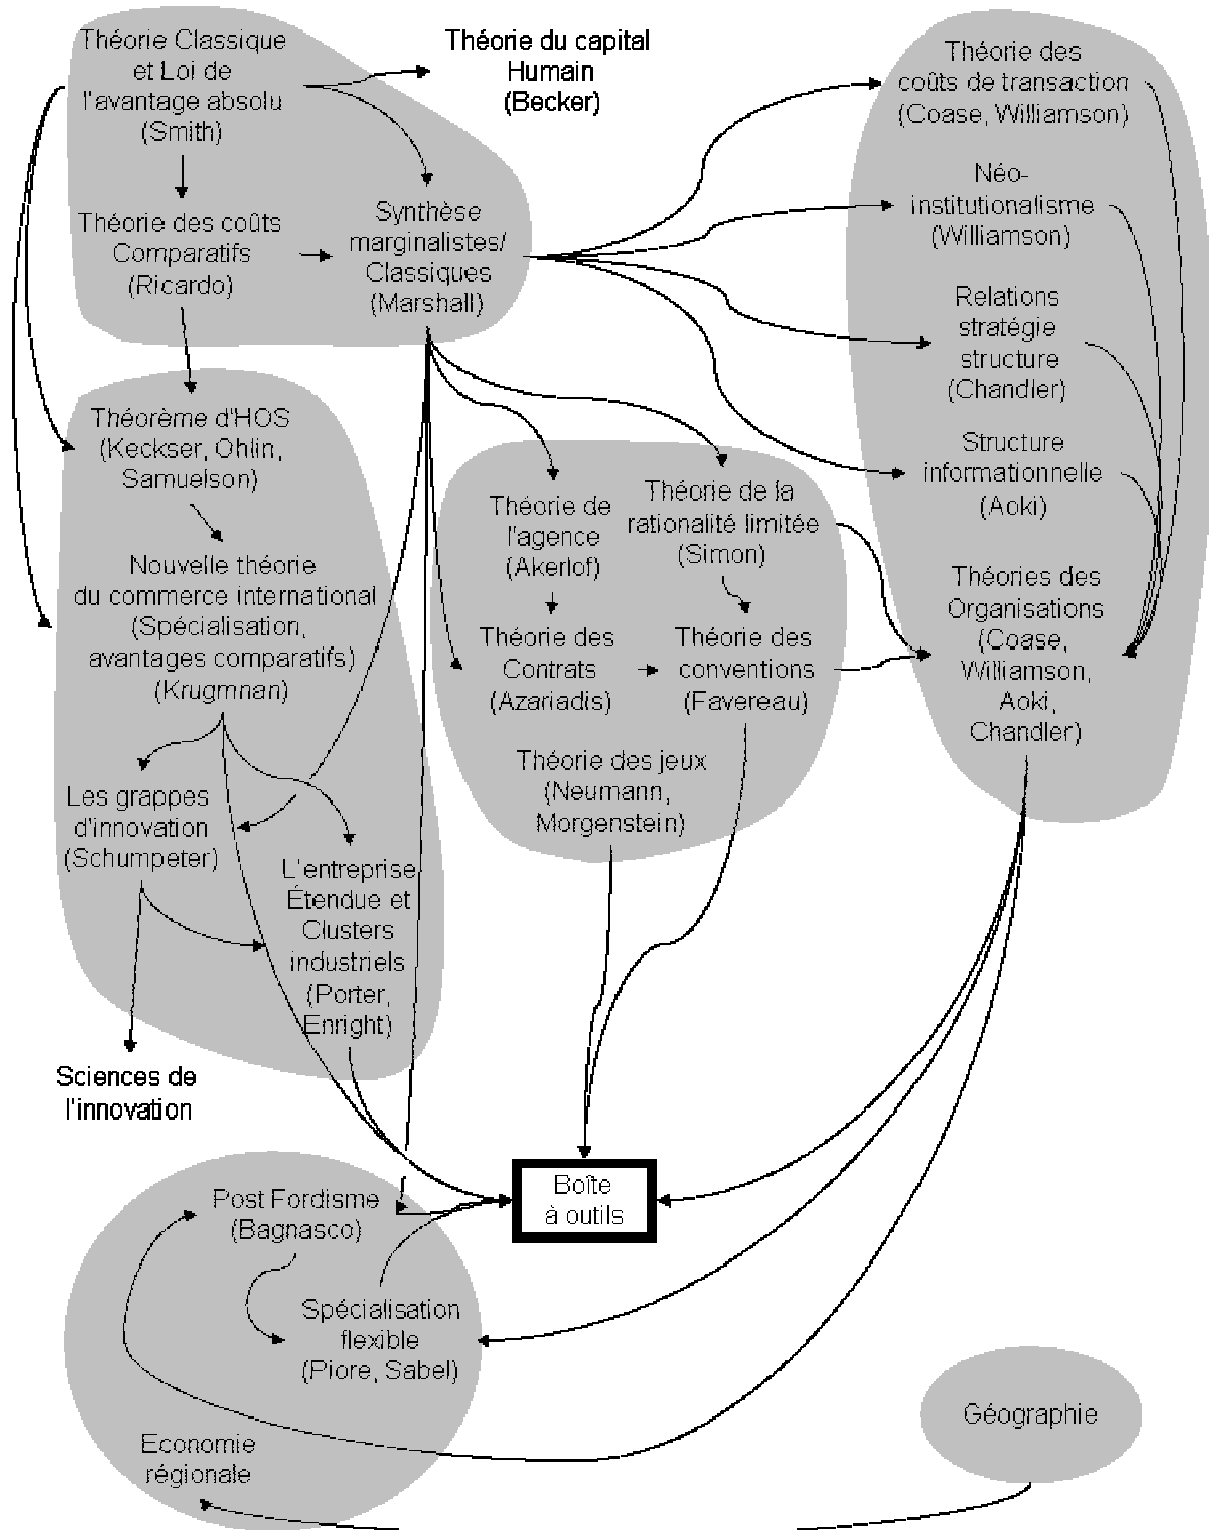 Théorie Classique
et Loi de
l'avantage absolu
(Smith)
Théorie du capital
Humain
(Becker)
Théorie des
coûts de transaction
(Coase, Williamson)
Néo-
institutionalisme
(Williamson)
Théorie des coûts
Comparatifs
(Ricardo)
Synthèse
marginalistes/
Classiques
(Marshall)
Relations
stratégie
structure
(Chandler)
Structure
informationnelle
(Aoki)
Théorème d'HOS
(Keckser, Ohlin,
Samuelson)
Théorie de
l'agence
(Akerlof)
Théorie de la
rationalité limitée
(Simon)
Nouvelle théorie
du commerce international
(Spécialisation,
avantages comparatifs)
(Krugmnan)
Théorie des
Contrats
(Azariadis)
Théorie des
conventions
(Favereau)
Théories des
Organisations
(Coase,
Williamson,
Aoki,
Chandler)
Théorie des jeux
(Neumann,
Morgenstein)
Les grappes
d'innovation
(Schumpeter)
L'entreprise
Étendue et
Clusters
industriels
(Porter,
Enright)
Sciences de
l'innovation
Boîte
à outils
Post Fordisme
(Bagnasco)
Spécialisation
flexible
(Piore, Sabel)
Economie
régionale
Géographie